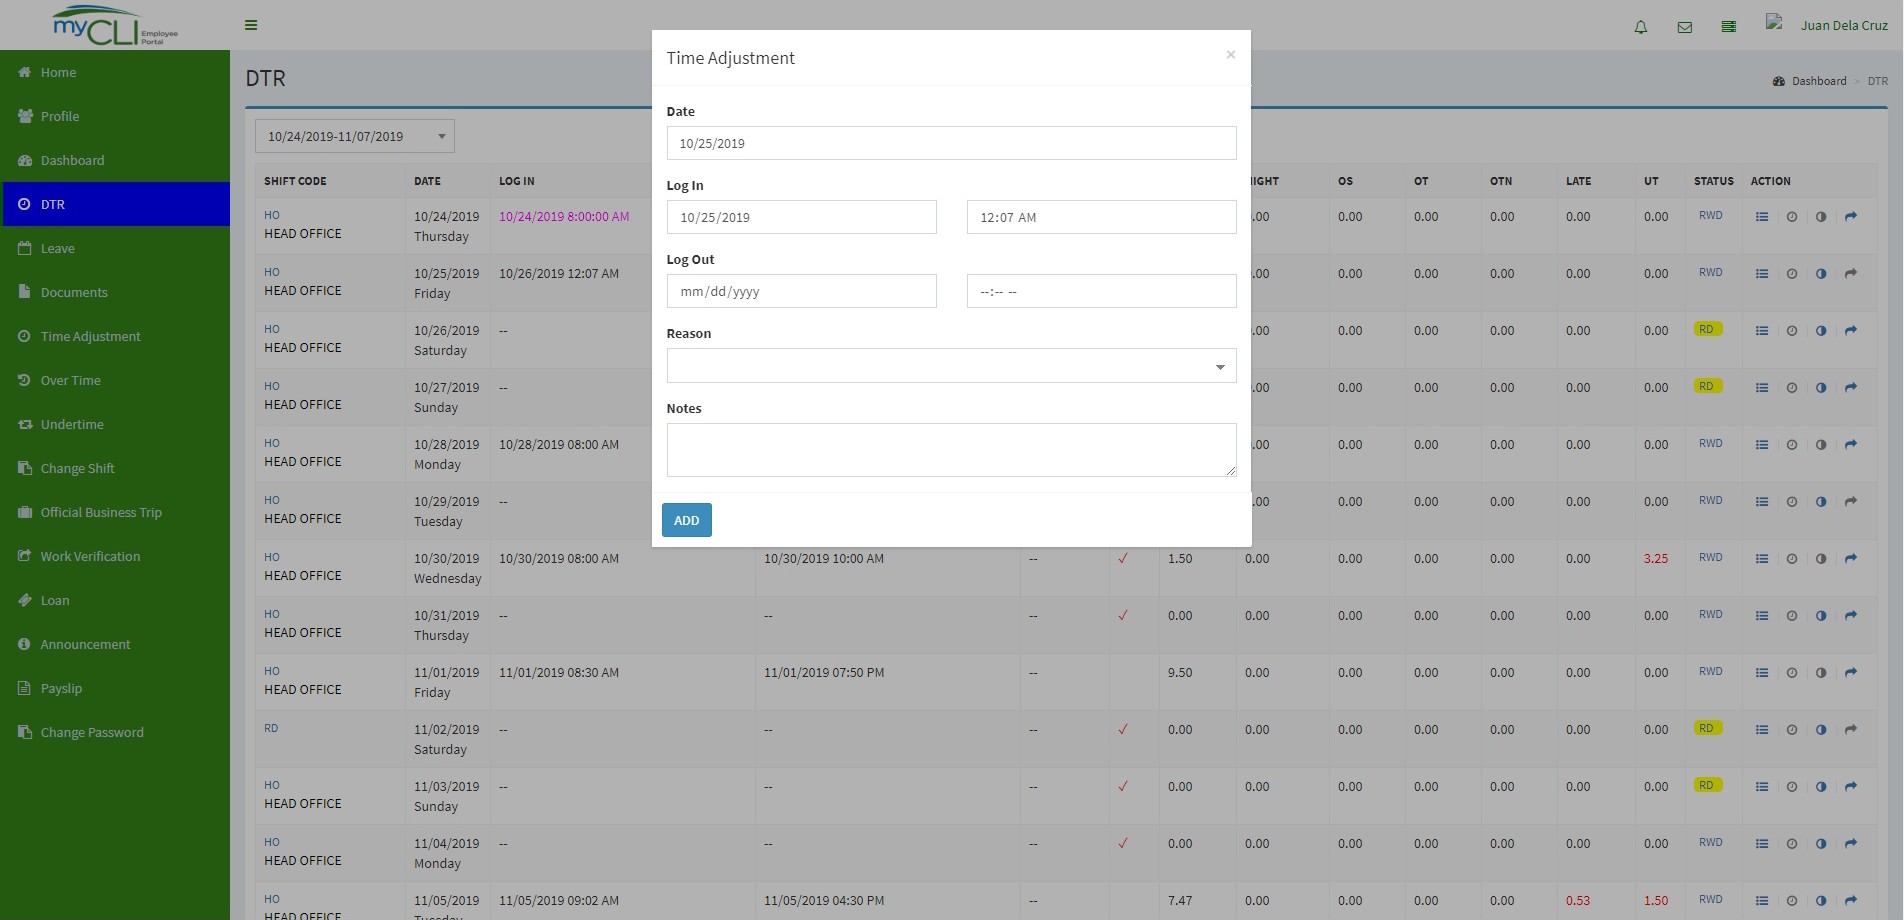 myCLI Employee Portal
Juan Dela Cruz
Home
Profile
Dashboard
DTR
Leave
Documents
Time Adjustment
Over Time
Undertime
Change Shift
Official Business Trip
Work Verification
Loan
Announcement
Payslip
Change Password
DTR
Dashboard > DTR
10/24/2019-11/07/2019
Time Adjustment ×
Date
10/25/2019
Log In
10/25/2019 12:07 AM
Log Out
mm/dd/yyyy --:-- --
Reason
Notes
ADD
SHIFT CODE DATE LOG IN OS OT OTN LATE UT STATUS ACTION
HO 10/24/2019 10/24/2019 8:00:00 AM .00 0.00 0.00 0.00 0.00 0.00 RWD
HEAD OFFICE Thursday
HO 10/25/2019 10/26/2019 12:07 AM .00 0.00 0.00 0.00 0.00 0.00 RWD
HEAD OFFICE Friday
HO 10/26/2019 -- .00 0.00 0.00 0.00 0.00 0.00 RD
HEAD OFFICE Saturday
HO 10/27/2019 -- .00 0.00 0.00 0.00 0.00 0.00 RD
HEAD OFFICE Sunday
HO 10/28/2019 10/28/2019 08:00 AM .00 0.00 0.00 0.00 0.00 0.00 RWD
HEAD OFFICE Monday
HO 10/29/2019 -- .00 0.00 0.00 0.00 0.00 0.00 RWD
HEAD OFFICE Tuesday
HO 10/30/2019 10/30/2019 08:00 AM 10/30/2019 10:00 AM -- ✓ 1.50 0.00 0.00 0.00 0.00 0.00 3.25 RWD
HEAD OFFICE Wednesday
HO 10/31/2019 -- -- -- ✓ 0.00 0.00 0.00 0.00 0.00 0.00 0.00 RWD
HEAD OFFICE Thursday
HO 11/01/2019 11/01/2019 08:30 AM 11/01/2019 07:50 PM -- 9.50 0.00 0.00 0.00 0.00 0.00 0.00 RWD
HEAD OFFICE Friday
RD 11/02/2019 -- -- -- ✓ 0.00 0.00 0.00 0.00 0.00 0.00 0.00 RD
Saturday
HO 11/03/2019 -- -- -- ✓ 0.00 0.00 0.00 0.00 0.00 0.00 0.00 RD
HEAD OFFICE Sunday
HO 11/04/2019 -- -- -- ✓ 0.00 0.00 0.00 0.00 0.00 0.00 0.00 RWD
HEAD OFFICE Monday
HO 11/05/2019 11/05/2019 09:02 AM 11/05/2019 04:30 PM -- 7.47 0.00 0.00 0.00 0.00 0.53 1.50 RWD
HEAD OFFICE Tuesday